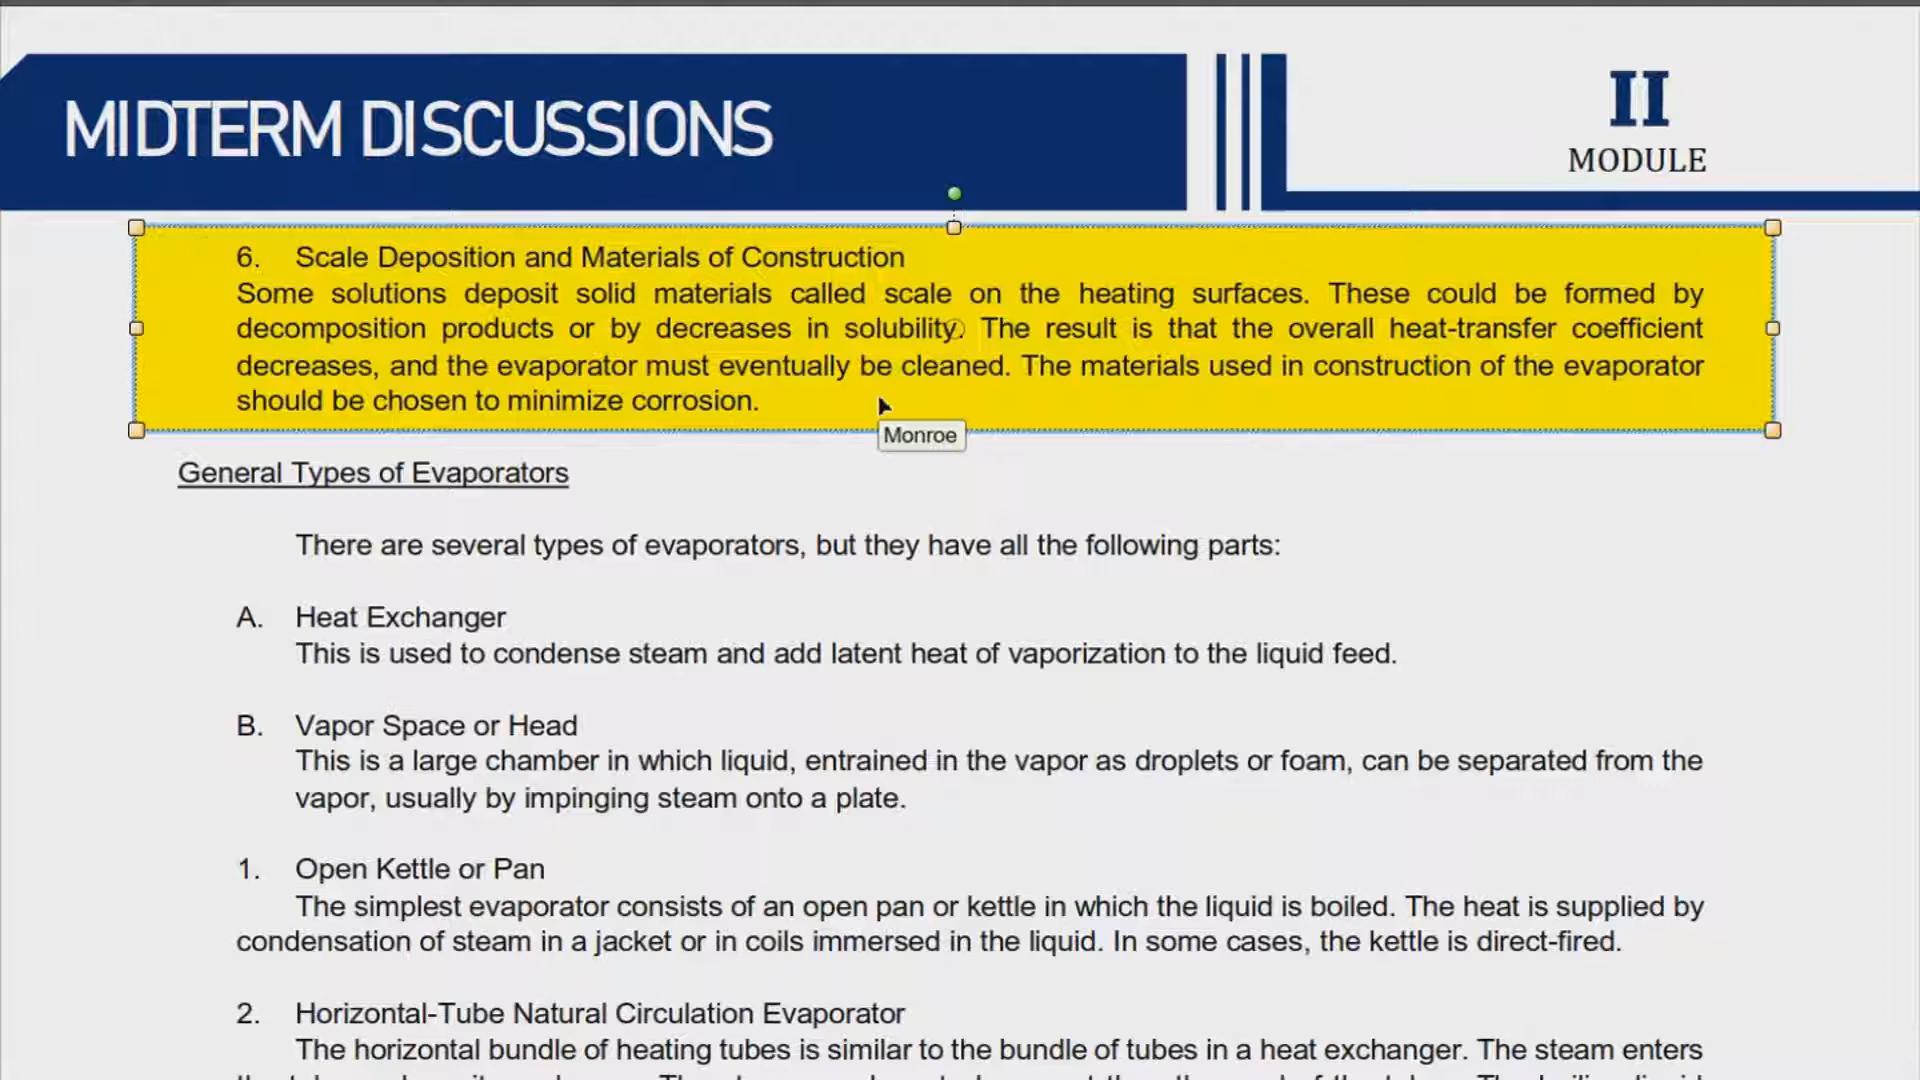 MIDTERM DISCUSSIONS
II
MODULE
6. Scale Deposition and Materials of Construction
Some solutions deposit solid materials called scale on the heating surfaces. These could be formed by
decomposition products or by decreases in solubility. The result is that the overall heat-transfer coefficient
decreases, and the evaporator must eventually be cleaned. The materials used in construction of the evaporator
should be chosen to minimize corrosion.
Monroe
General Types of Evaporators
There are several types of evaporators, but they have all the following parts:
A. Heat Exchanger
This is used to condense steam and add latent heat of vaporization to the liquid feed.
B. Vapor Space or Head
This is a large chamber in which liquid, entrained in the vapor as droplets or foam, can be separated from the
vapor, usually by impinging steam onto a plate.
1. Open Kettle or Pan
The simplest evaporator consists of an open pan or kettle in which the liquid is boiled. The heat is supplied by
condensation of steam in a jacket or in coils immersed in the liquid. In some cases, the kettle is direct-fired.
2. Horizontal-Tube Natural Circulation Evaporator
The horizontal bundle of heating tubes is similar to the bundle of tubes in a heat exchanger. The steam enters